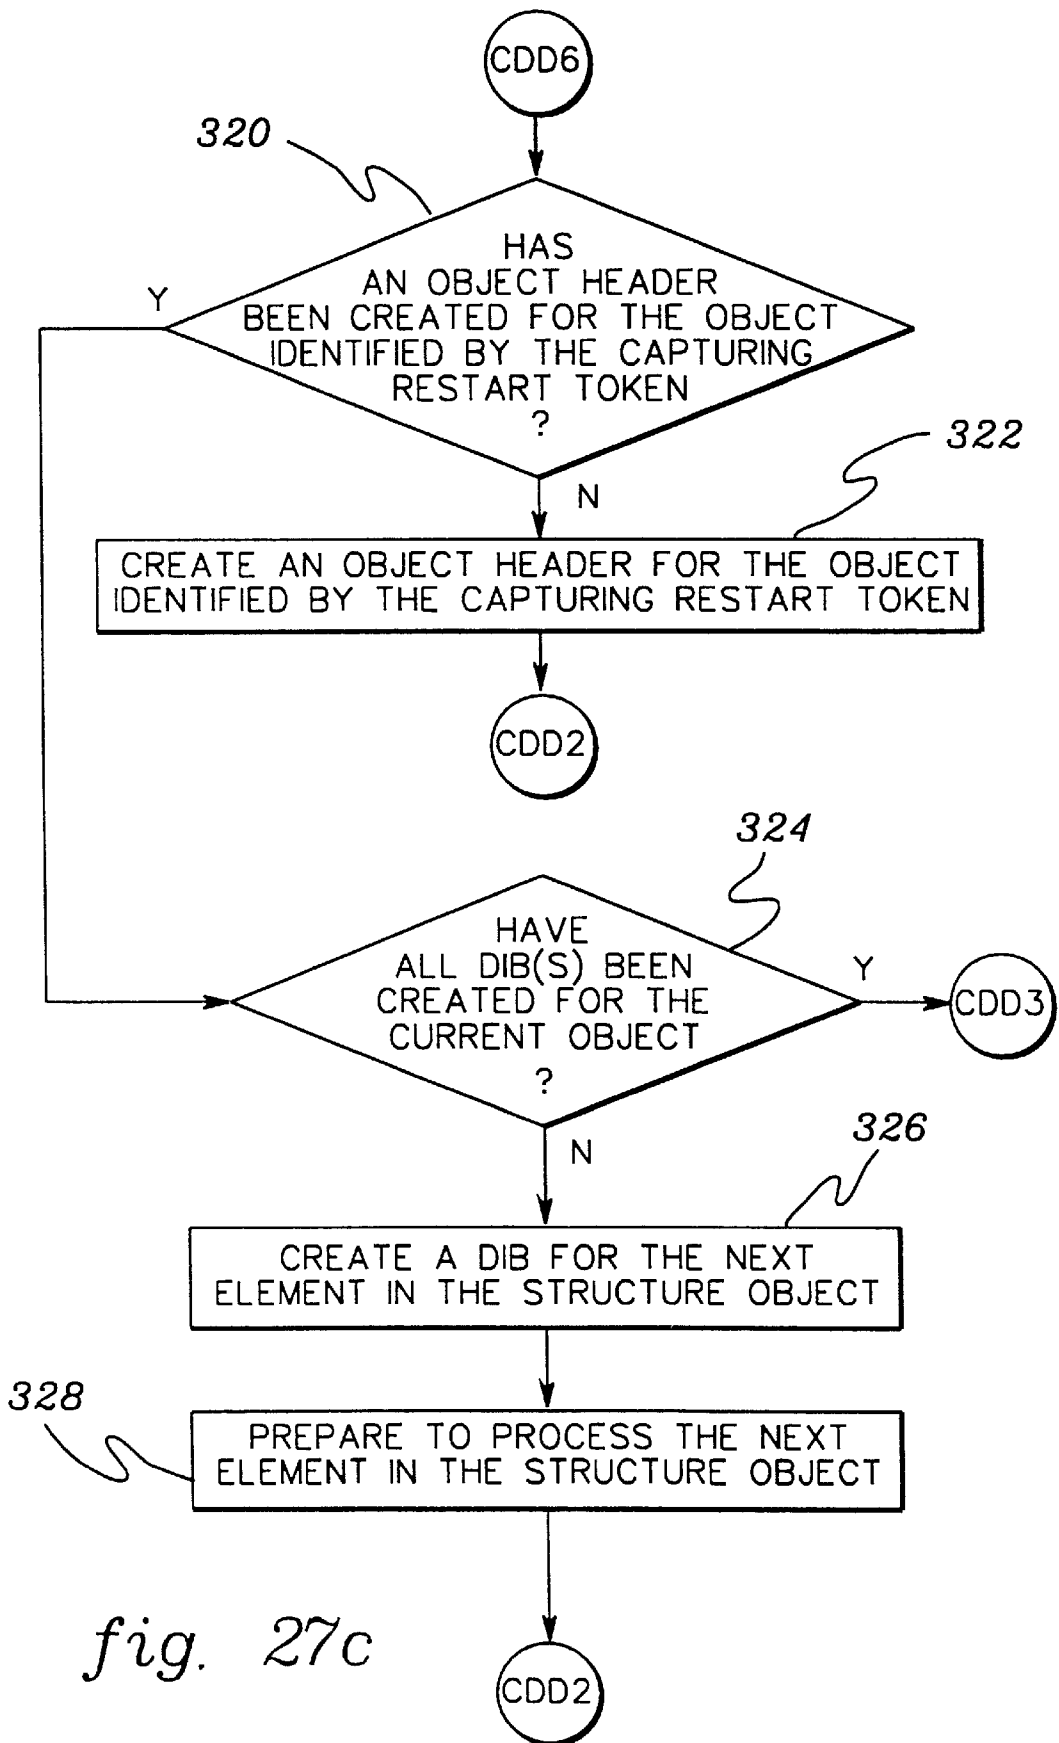 CDD6
320
HAS
AN OBJECT HEADER
BEEN CREATED FOR THE OBJECT
IDENTIFIED BY THE CAPTURING
RESTART TOKEN
?
Y
322
N
CREATE AN OBJECT HEADER FOR THE OBJECT
IDENTIFIED BY THE CAPTURING RESTART TOKEN
CDD2
324
HAVE
ALL DIB(S) BEEN
CREATED FOR THE
CURRENT OBJECT
?
Y
CDD3
N
326
CREATE A DIB FOR THE NEXT
ELEMENT IN THE STRUCTURE OBJECT
328
PREPARE TO PROCESS THE NEXT
ELEMENT IN THE STRUCTURE OBJECT
fig. 27c
CDD2